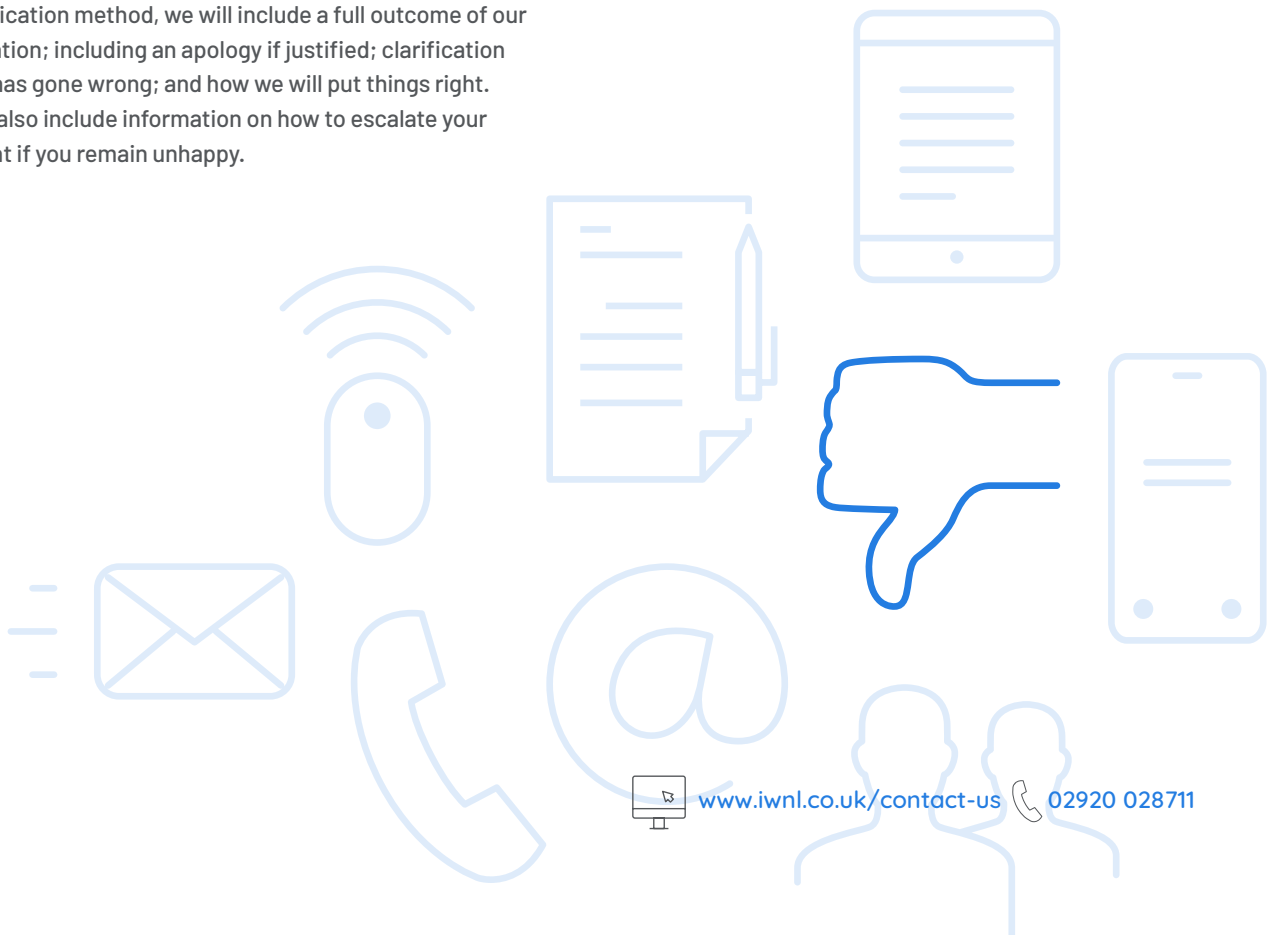 ication method, we will include a full outcome of our
tion; including an apology if justified; clarification
has gone wrong; and how we will put things right.
also include information on how to escalate your
t if you remain unhappy.
www.iwnl.co.uk/contact-us 02920 028711